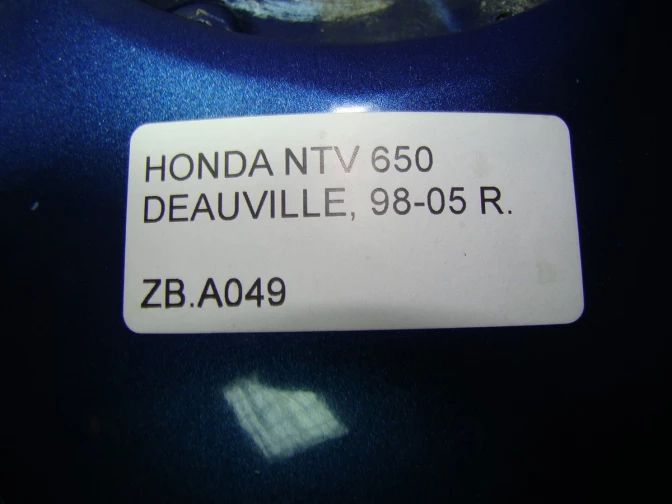 HONDA NTV 650
DEAUVILLE, 98-05 R.
ZB.A049